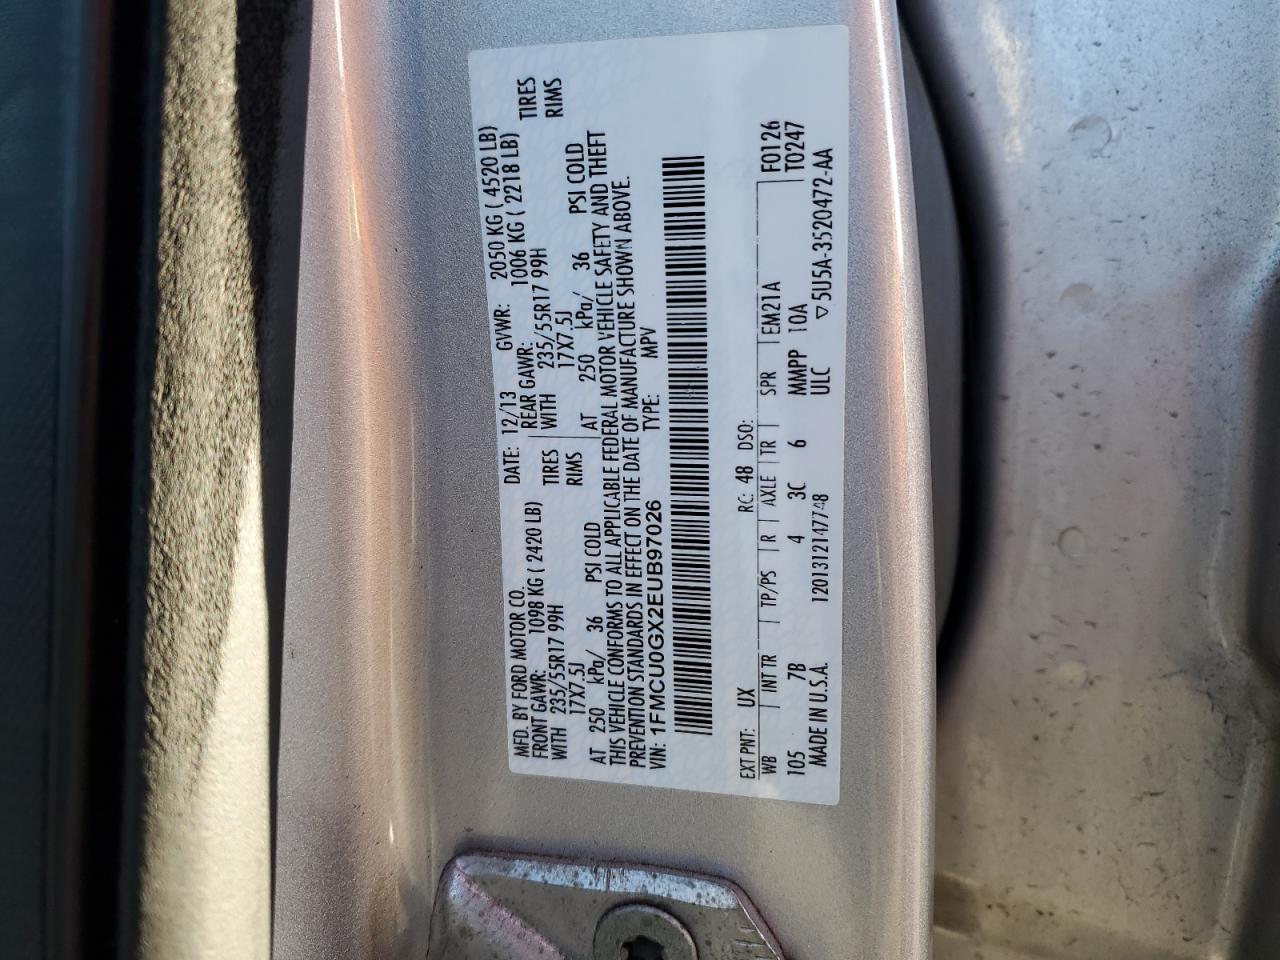 MFD. BY FORD MOTOR CO. DATE: 12/13 GVWR: 2050 KG ( 4520 LB)
FRONT GAWR: 1098 KG ( 2420 LB) REAR GAWR: 1006 KG ( 2218 LB)
WITH 235/55R17 99H TIRES WITH 235/55R17 99H TIRES
17X7.5J RIMS 17X7.5J RIMS
AT 250 kPa/ 36 PSI COLD AT 250 kPa/ 36 PSI COLD
THIS VEHICLE CONFORMS TO ALL APPLICABLE FEDERAL MOTOR VEHICLE SAFETY AND THEFT
PREVENTION STANDARDS IN EFFECT ON THE DATE OF MANUFACTURE SHOWN ABOVE.
VIN: 1FMCU0GX2EUB97026 TYPE: MPV
EXT PNT: UX RC: 48 DSO:
WB INT TR TP/PS R AXLE TR SPR EM21A F0126
105 7B 4 3C 6 MMPP 10A T0247
MADE IN U.S.A. 1201312147748 ULC ▽5U5A-3520472-AA